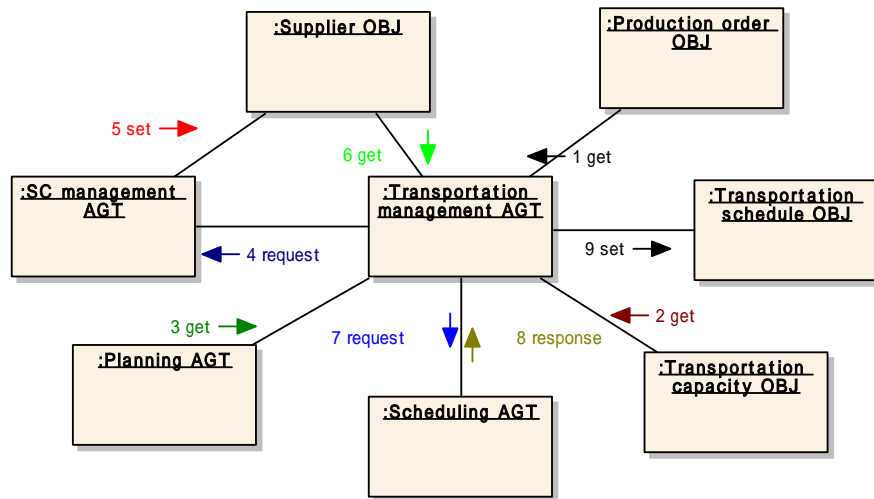 :Supplier OBJ
:Production order
OBJ
5 set
6 get
1 get
:SC management
AGT
:Transportation
management AGT
:Transportation
schedule OBJ
4 request
9 set
3 get
7 request
8 response
2 get
:Planning AGT
:Scheduling AGT
:Transportation
capacity OBJ